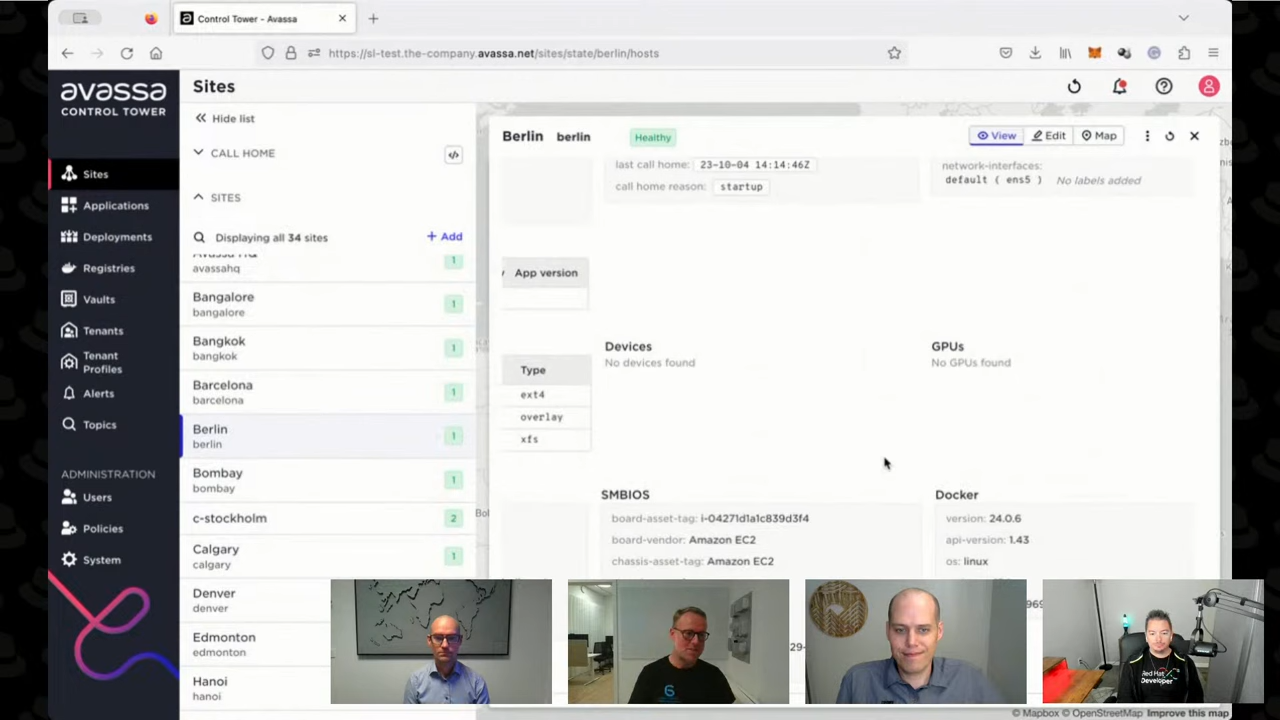 Control Tower - Avassa
https://sl-test.the-company.avassa.net/sites/state/berlin/hosts
avassa
CONTROL TOWER
Sites
Applications
Deployments
Registries
Vaults
Tenants
Tenant
Profiles
Alerts
Topics
ADMINISTRATION
Users
Policies
System
Sites
Hide list
CALL HOME
SITES
Displaying all 34 sites
+ Add
avassahq
1
Bangalore
bangalore
1
Bangkok
bangkok
1
Barcelona
barcelona
1
Berlin
berlin
1
Bombay
bombay
1
c-stockholm
2
Calgary
calgary
1
Denver
denver
Edmonton
edmonton
Hanoi
hanoi
Berlin berlin Healthy
View Edit Map
last call home: 23-10-04 14:14:46Z
call home reason: startup
network-interfaces:
default ( ens5 ) No labels added
App version
Devices
No devices found
GPUs
No GPUs found
Type
ext4
overlay
xfs
SMBIOS
board-asset-tag: i-04271d1a1c839d3f4
board-vendor: Amazon EC2
chassis-asset-tag: Amazon EC2
Docker
version: 24.0.6
api-version: 1.43
os: linux
Red Hat
Developer
© Mapbox © OpenStreetMap Improve this map